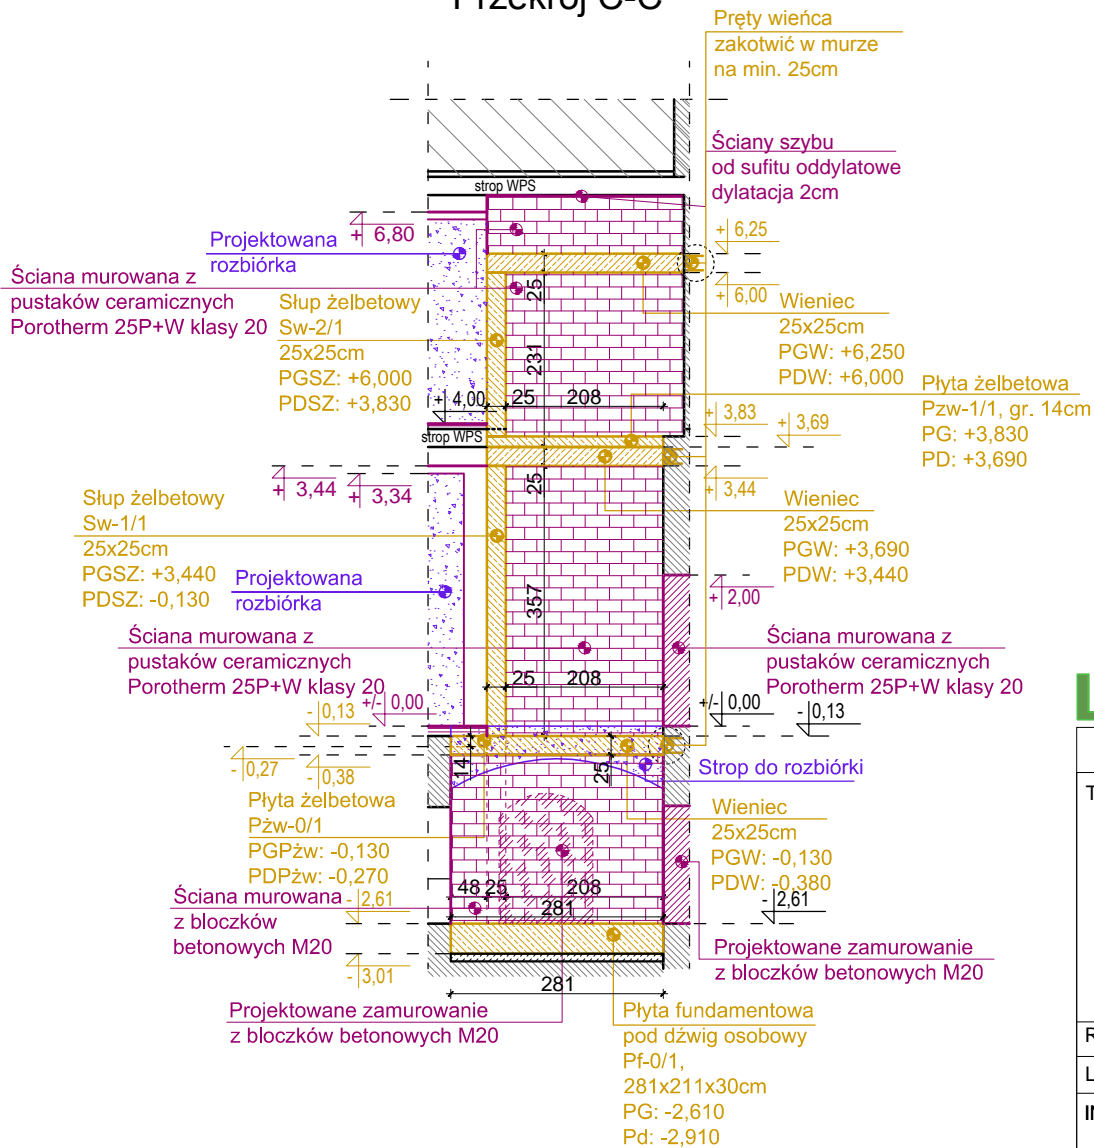 Przekrój C-C
Pręty wieńca
zakotwić w murze
na min. 25cm
Ściany szybu
od sufitu oddylatowe
dylatacja 2cm
strop WPS
+ 6,80
Projektowana
rozbiórka
+ 6,25
Ściana murowana z
pustaków ceramicznych
Porotherm 25P+W klasy 20
Słup żelbetowy
Sw-2/1
25x25cm
PGSZ: +6,000
PDSZ: +3,830
25
231
+ 6,00
Wieniec
25x25cm
PGW: +6,250
PDW: +6,000
Płyta żelbetowa
Pzw-1/1, gr. 14cm
PG: +3,830
PD: +3,690
+ 4,00
25
208
+ 3,83
+ 3,69
strop WPS
+ 3,44
+ 3,34
25
+ 3,44
Słup żelbetowy
Sw-1/1
25x25cm
PGSZ: +3,440
PDSZ: -0,130
Wieniec
25x25cm
PGW: +3,690
PDW: +3,440
Projektowana
rozbiórka
357
+ 2,00
Ściana murowana z
pustaków ceramicznych
Porotherm 25P+W klasy 20
Ściana murowana z
pustaków ceramicznych
Porotherm 25P+W klasy 20
25
208
+/- 0,00
- 0,13
+/- 0,00
- 0,13
- 0,27
- 0,38
14
25
Strop do rozbiórki
Płyta żelbetowa
Pżw-0/1
PGPżw: -0,130
PDPżw: -0,270
Wieniec
25x25cm
PGW: -0,130
PDW: -0,380
Ściana murowana
z bloczków
betonowych M20
- 2,61
48
25
208
281
- 2,61
- 3,01
281
Projektowane zamurowanie
z bloczków betonowych M20
Projektowane zamurowanie
z bloczków betonowych M20
Płyta fundamentowa
pod dźwig osobowy
Pf-0/1,
281x211x30cm
PG: -2,610
Pd: -2,910